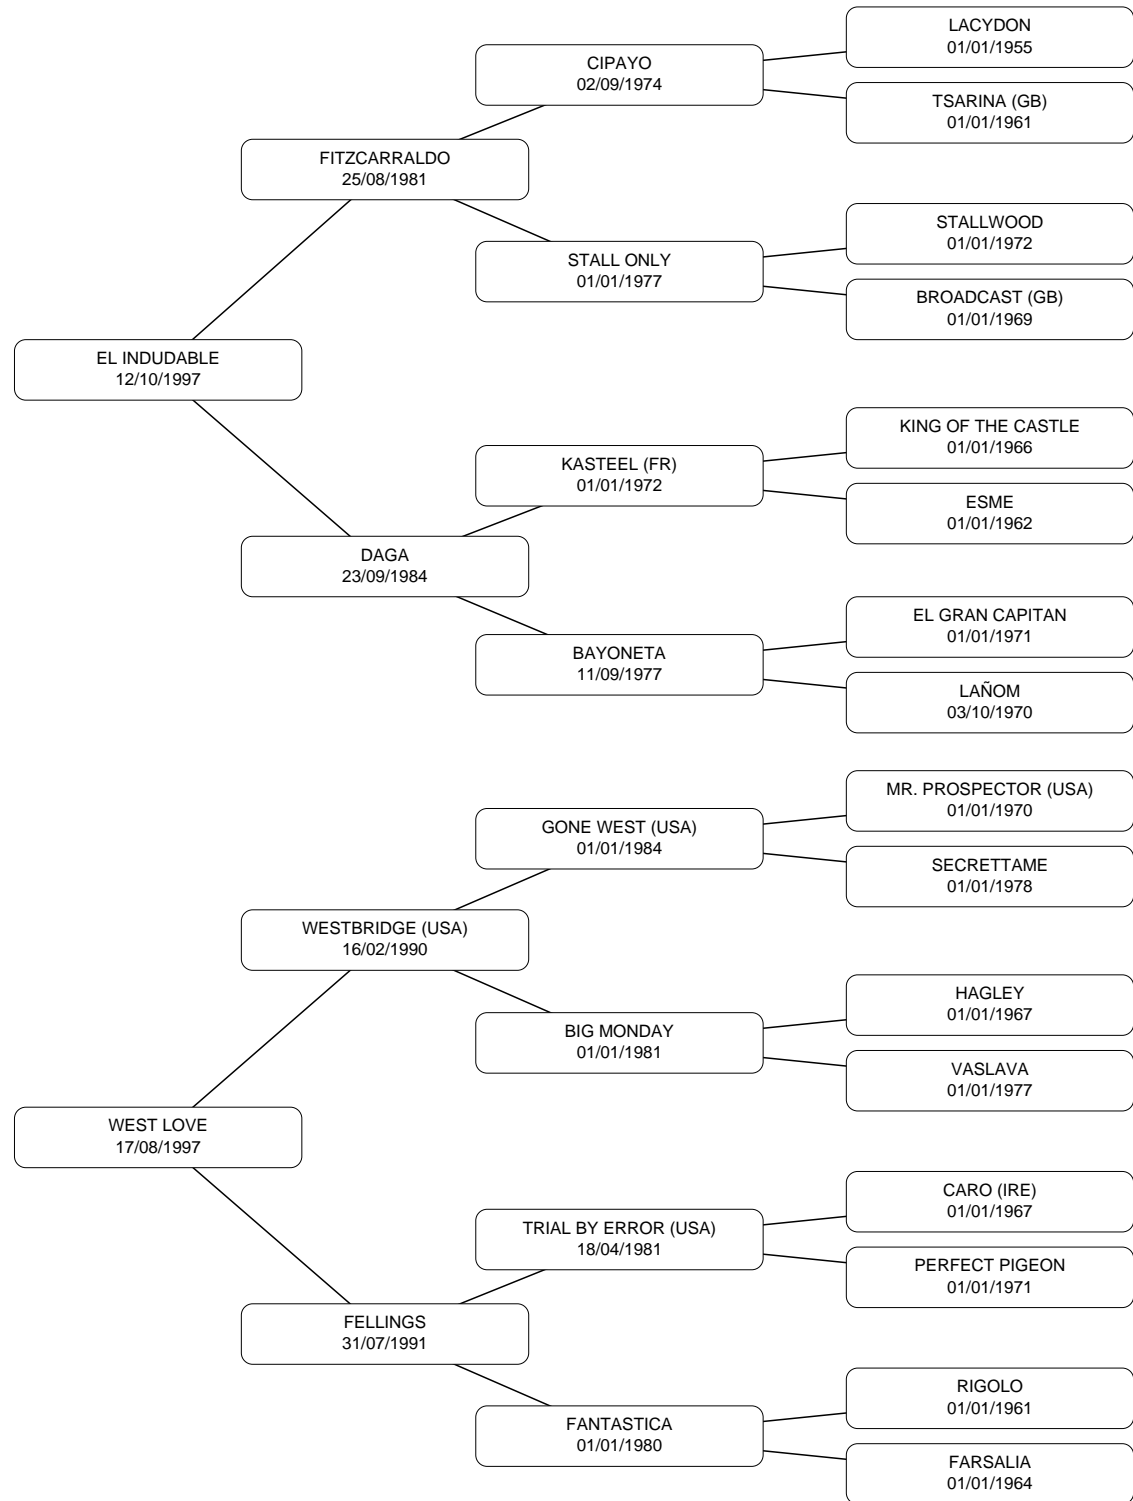 LACYDON
01/01/1955
CIPAYO
02/09/1974
TSARINA (GB)
01/01/1961
FITZCARRALDO
25/08/1981
STALLWOOD
01/01/1972
STALL ONLY
01/01/1977
BROADCAST (GB)
01/01/1969
EL INDUDABLE
12/10/1997
KING OF THE CASTLE
01/01/1966
KASTEEL (FR)
01/01/1972
ESME
01/01/1962
DAGA
23/09/1984
EL GRAN CAPITAN
01/01/1971
BAYONETA
11/09/1977
LAÑOM
03/10/1970
MR. PROSPECTOR (USA)
01/01/1970
GONE WEST (USA)
01/01/1984
SECRETTAME
01/01/1978
WESTBRIDGE (USA)
16/02/1990
HAGLEY
01/01/1967
BIG MONDAY
01/01/1981
VASLAVA
01/01/1977
WEST LOVE
17/08/1997
CARO (IRE)
01/01/1967
TRIAL BY ERROR (USA)
18/04/1981
PERFECT PIGEON
01/01/1971
FELLINGS
31/07/1991
RIGOLO
01/01/1961
FANTASTICA
01/01/1980
FARSALIA
01/01/1964